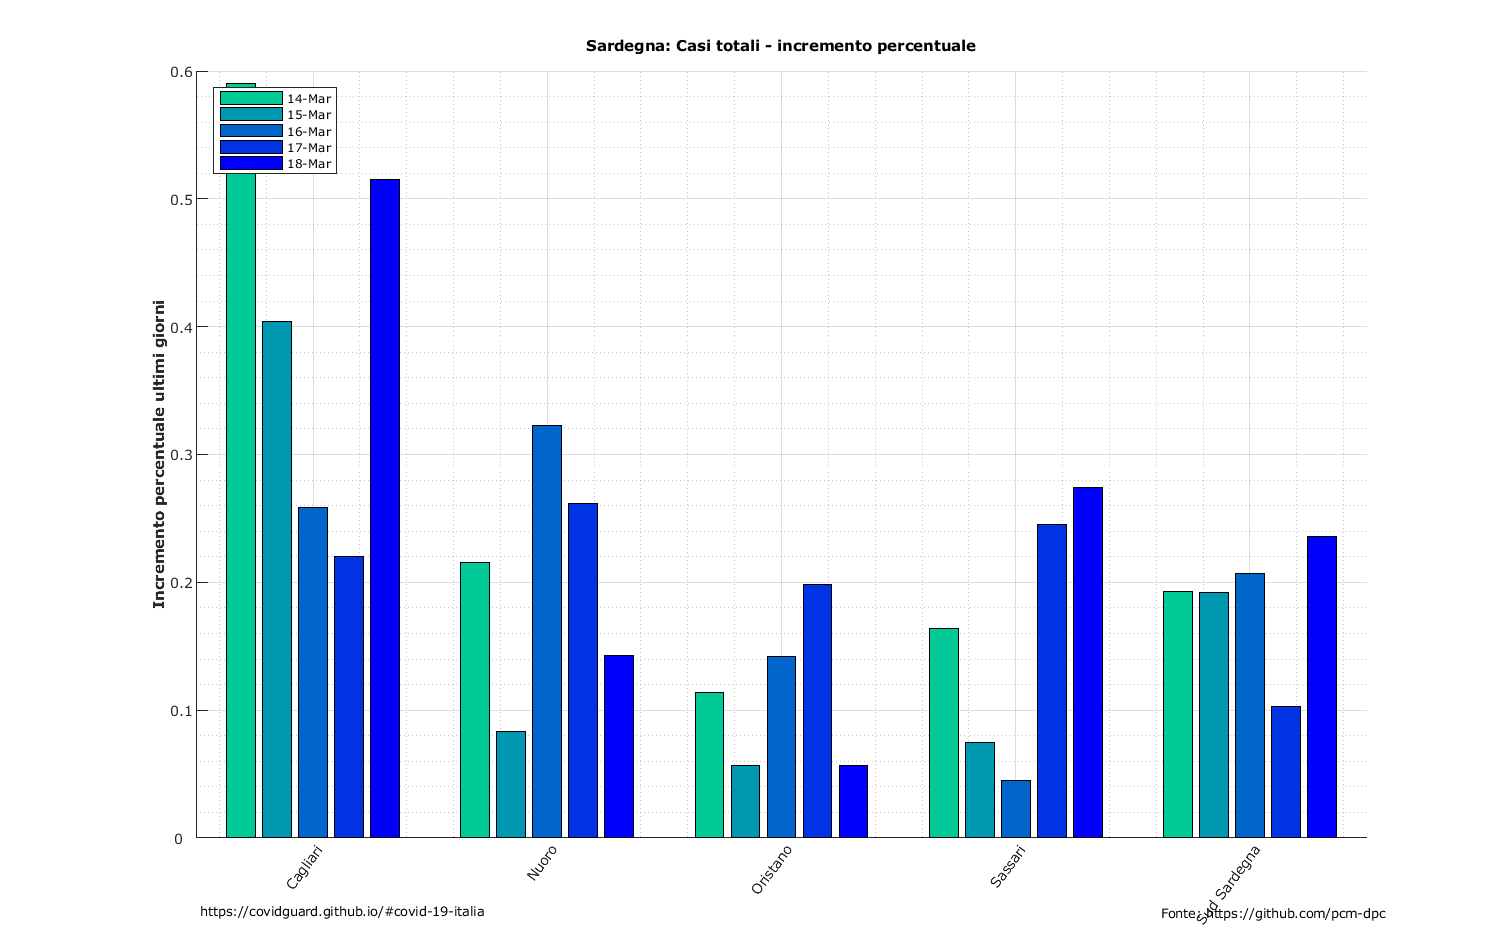 Sardegna: Casi totali - incremento percentuale
Incremento percentuale ultimi giorni
0.6
0.5
0.4
0.3
0.2
0.1
0
14-Mar
15-Mar
16-Mar
17-Mar
18-Mar
Cagliari
Nuoro
Oristano
Sassari
Sud Sardegna
https://covidguard.github.io/#covid-19-italia
Fonte: https://github.com/pcm-dpc